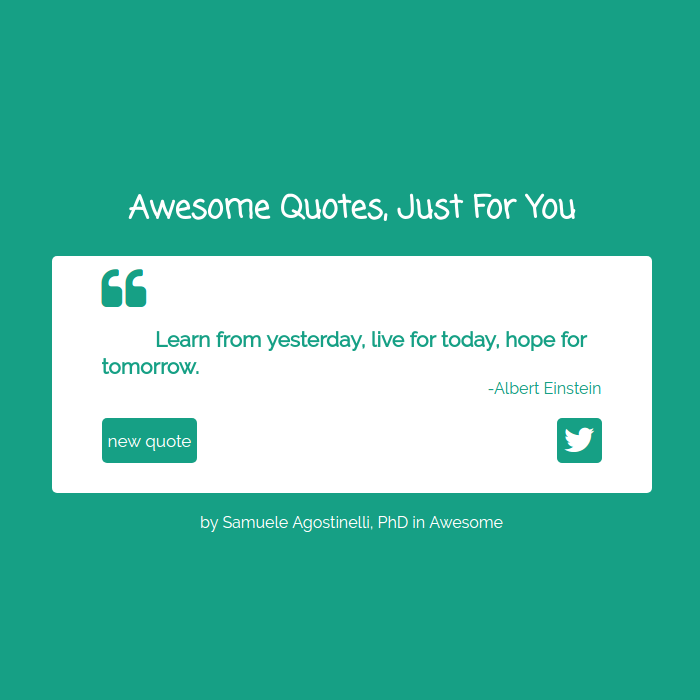 Awesome Quotes, Just For You
Learn from yesterday, live for today, hope for
tomorrow.
-Albert Einstein
new quote
by Samuele Agostinelli, PhD in Awesome